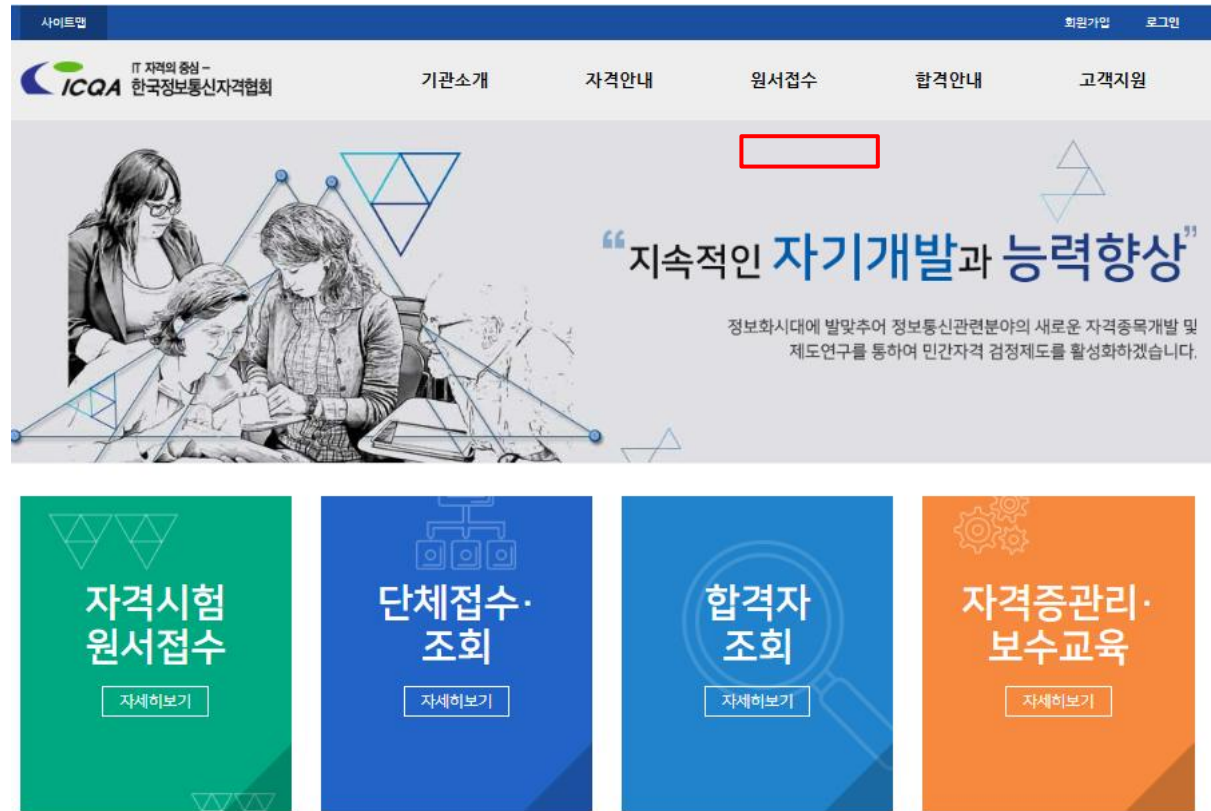 사이트맵
회원가입
로그인
ICQA
IT 자격의 중심 –
한국정보통신자격협회
기관소개
자격안내
원서접수
합격안내
고객지원
“지속적인 자기개발과 능력향상”
정보화시대에 발맞추어 정보통신관련분야의 새로운 자격종목개발 및
제도연구를 통하여 민간자격 검정제도를 활성화하겠습니다.
자격시험
원서접수
자세히보기
단체접수·
조회
자세히보기
합격자
조회
자세히보기
자격증관리·
보수교육
자세히보기